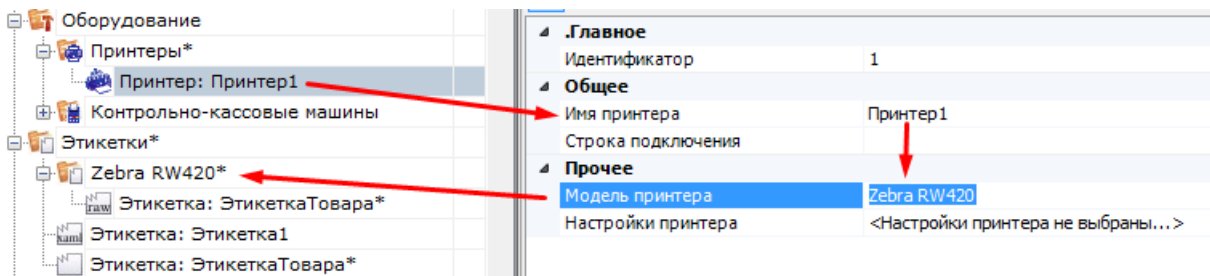 Оборудование
Принтеры*
Принтер: Принтер1
Контрольно-кассовые машины
Этикетки*
Zebra RW420*
raw
Этикетка: ЭтикеткаТовара*
xaml
Этикетка: Этикетка1
Этикетка: ЭтикеткаТовара*
.Главное
Идентификатор 1
Общее
Имя принтера Принтер1
Строка подключения
Прочее
Модель принтера Zebra RW420
Настройки принтера <Настройки принтера не выбраны...>